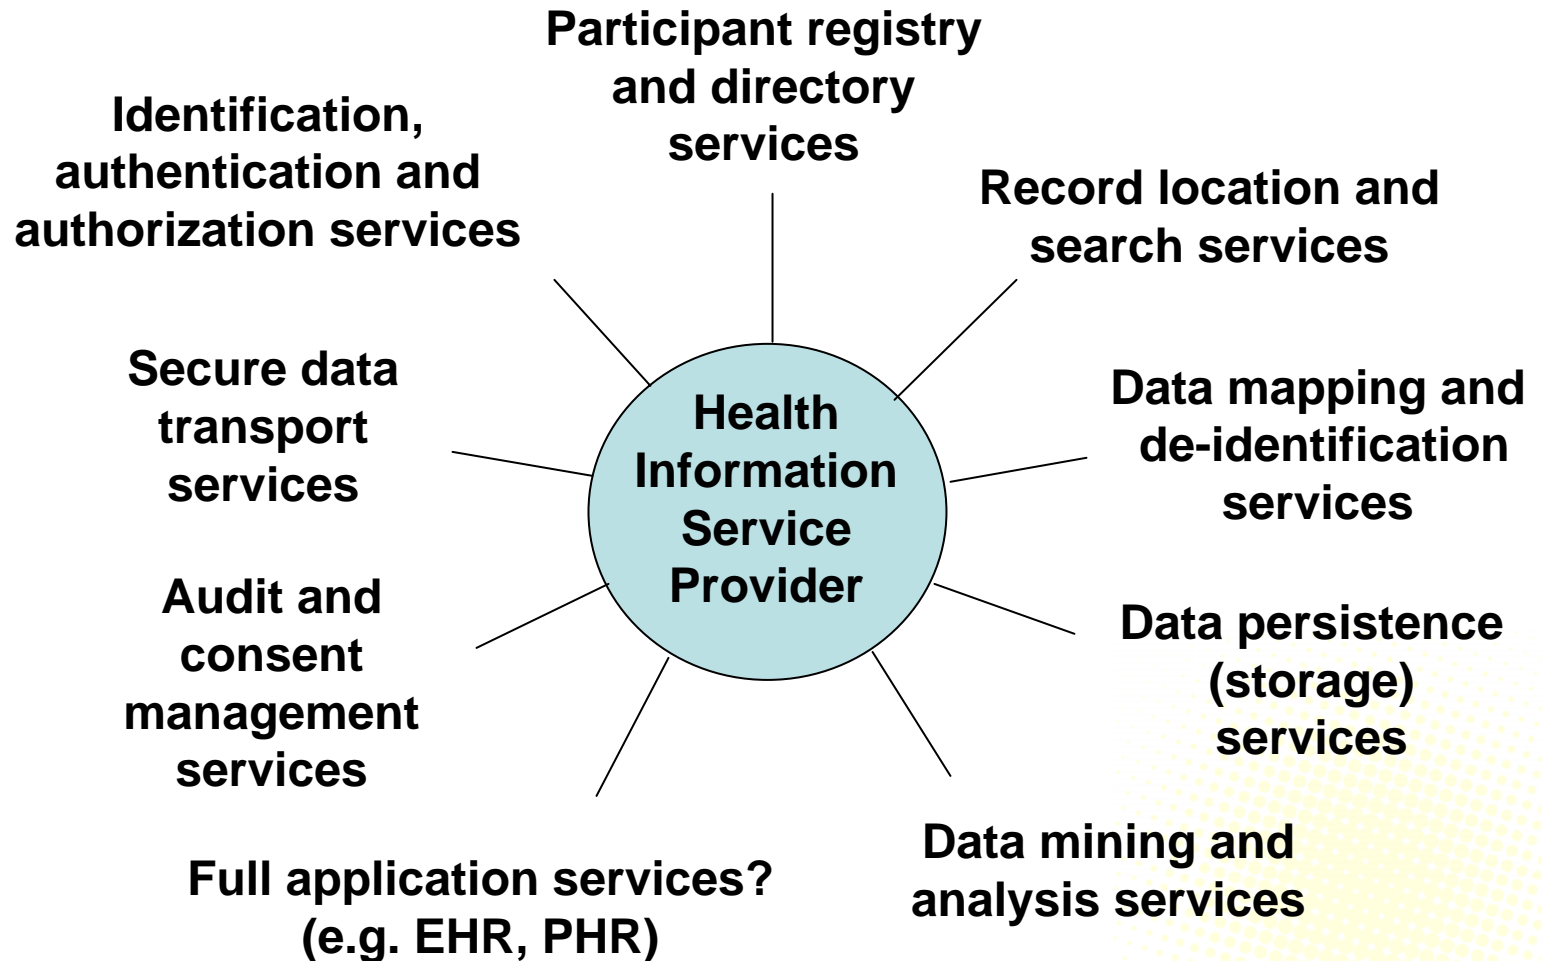 Participant registry
and directory
services
Identification,
authentication and
authorization services
Record location and
search services
Secure data
transport
services
Health
Information
Service
Provider
Data mapping and
de-identification
services
Audit and
consent
management
services
Data persistence
(storage)
services
Full application services?
(e.g. EHR, PHR)
Data mining and
analysis services